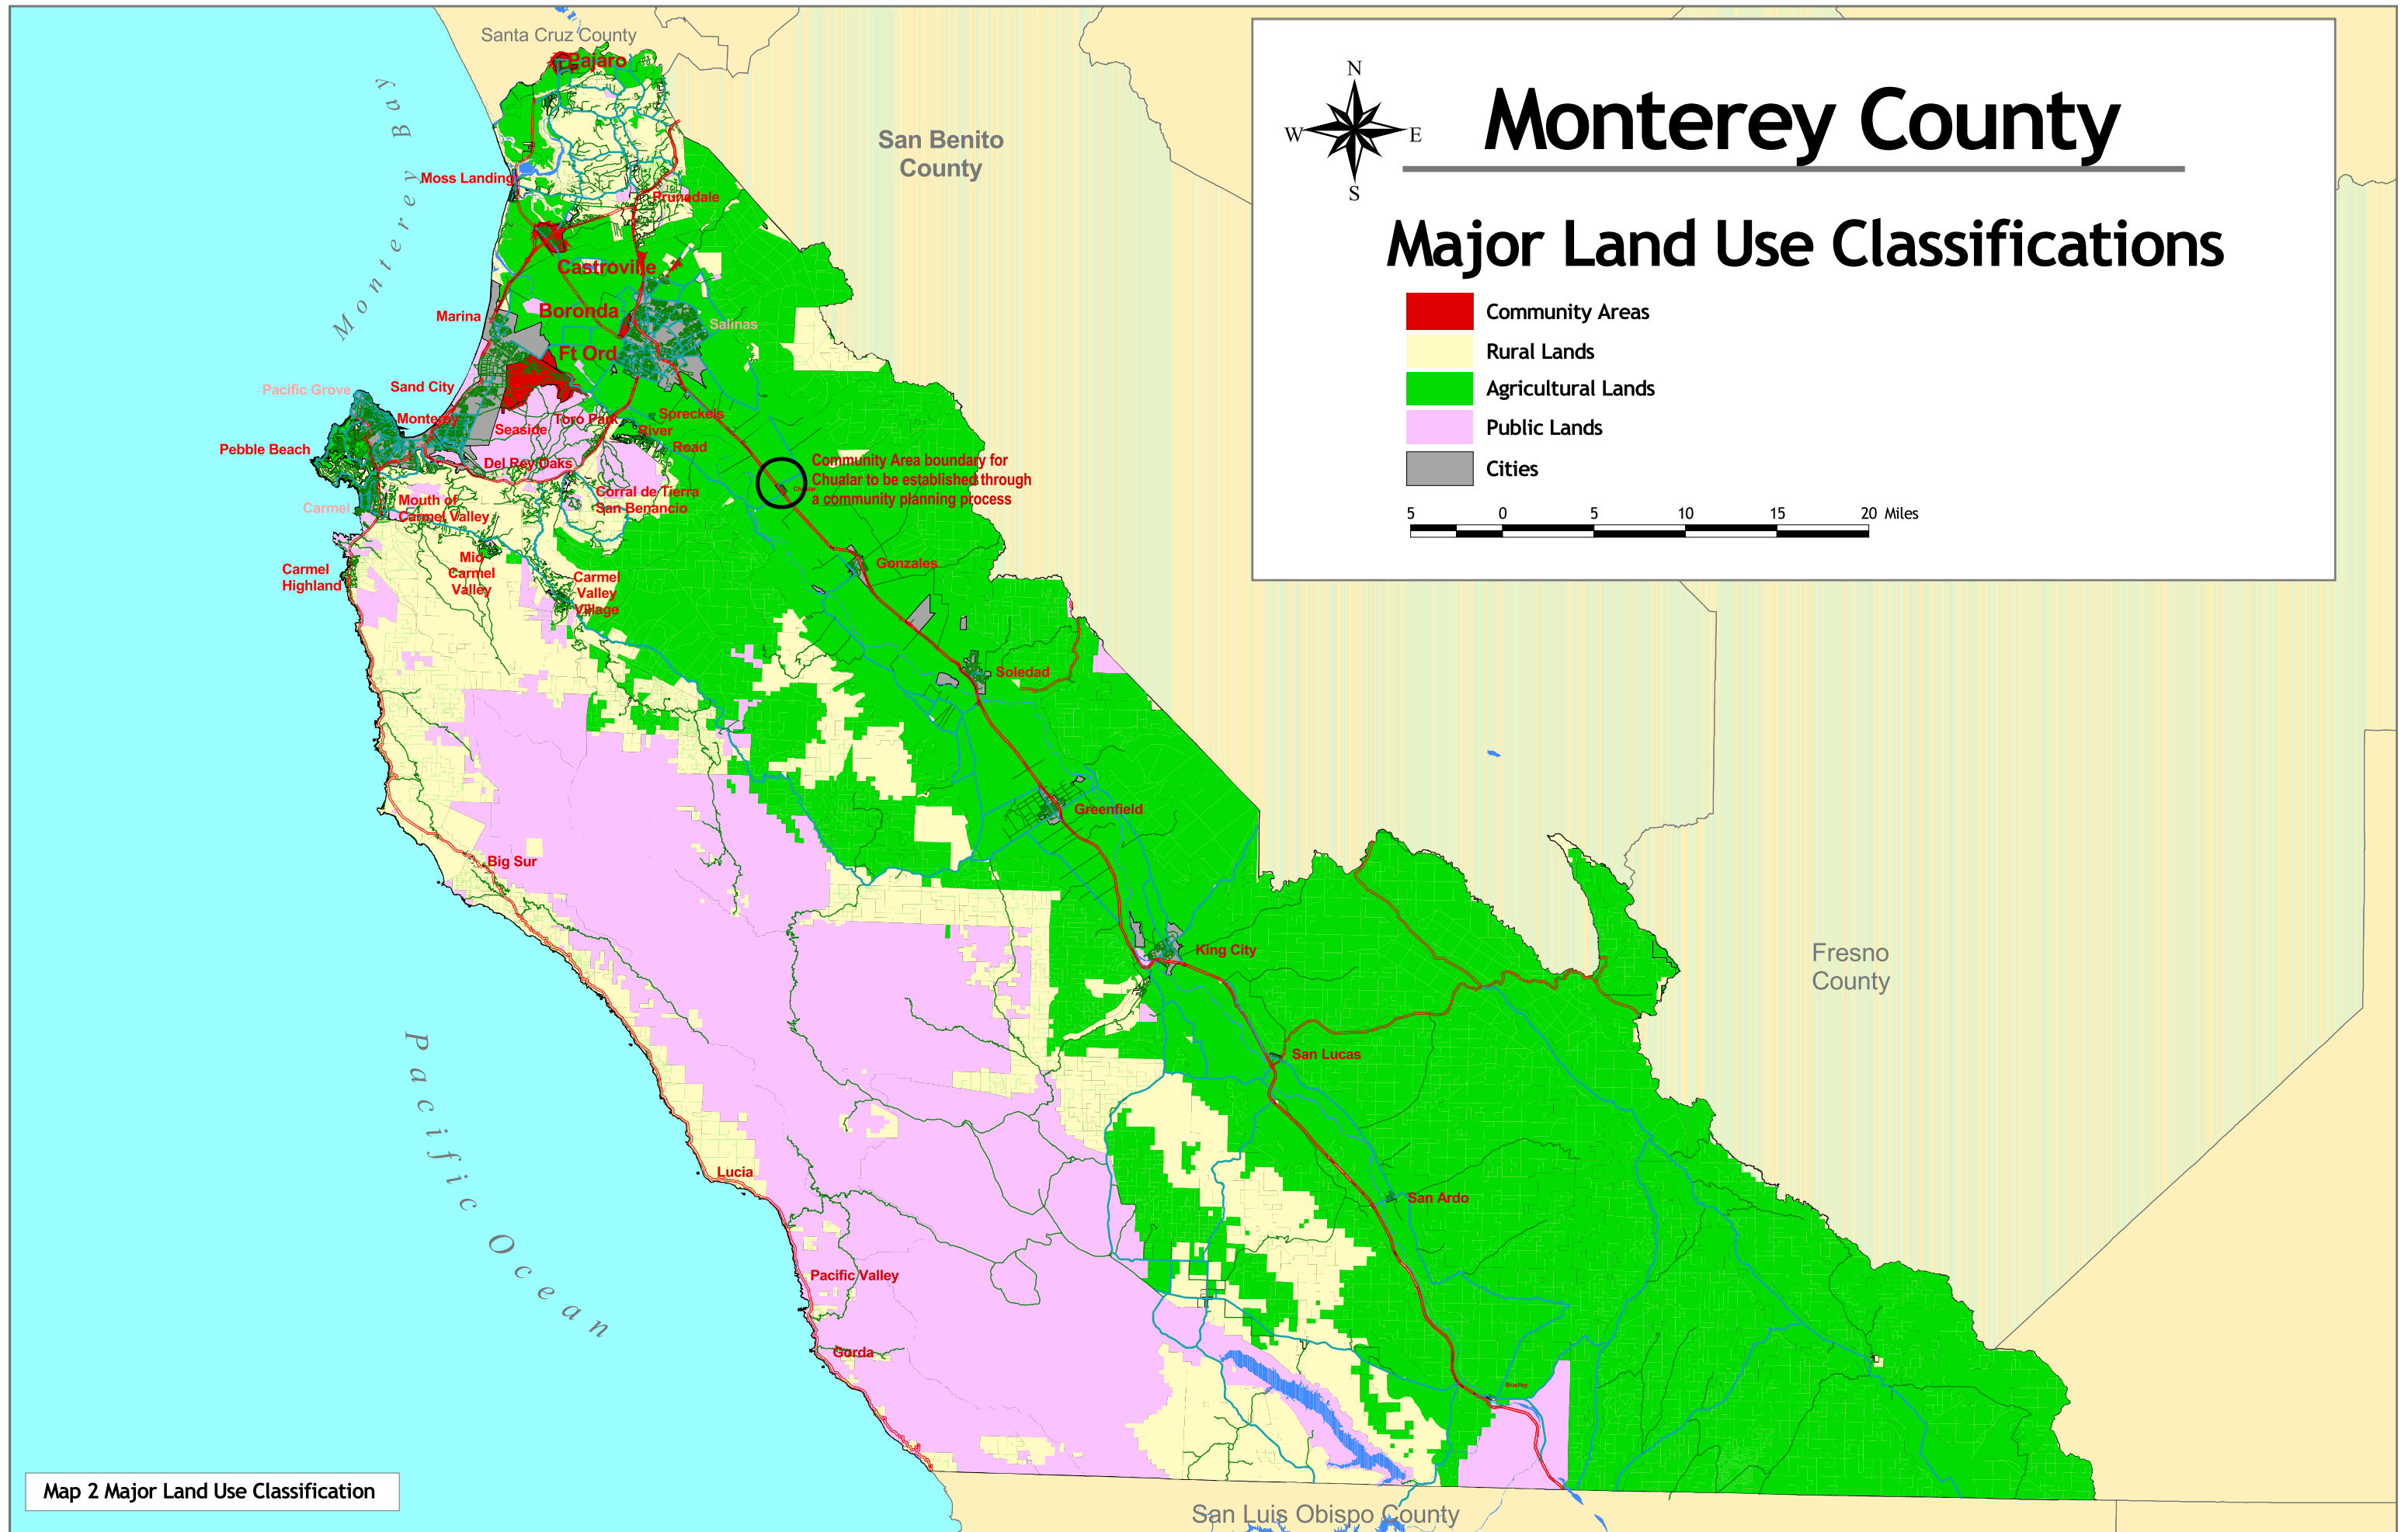 Monterey County
Major Land Use Classifications
N
W
E
S
Community Areas
Rural Lands
Agricultural Lands
Public Lands
Cities
5 0 5 10 15 20 Miles
Santa Cruz County
San Benito
County
Fresno
County
San Luis Obispo County
Monterey Bay
Pacific Ocean
Pajaro
Moss Landing
Prunedale
Castroville
Boronda
Marina
Salinas
Ft Ord
Pacific Grove
Sand City
Monterey
Seaside
Toro Park
Spreckels
River
Road
Pebble Beach
Del Rey Oaks
Community Area boundary for
Chualar to be established through
a community planning process
Corral de Tierra
San Benancio
Carmel
Mouth of
Carmel Valley
Carmel
Highland
Mid
Carmel
Valley
Carmel
Valley
Village
Gonzales
Soledad
Greenfield
Big Sur
King City
San Lucas
Lucia
San Ardo
Pacific Valley
Gorda
Bradley
Map 2 Major Land Use Classification